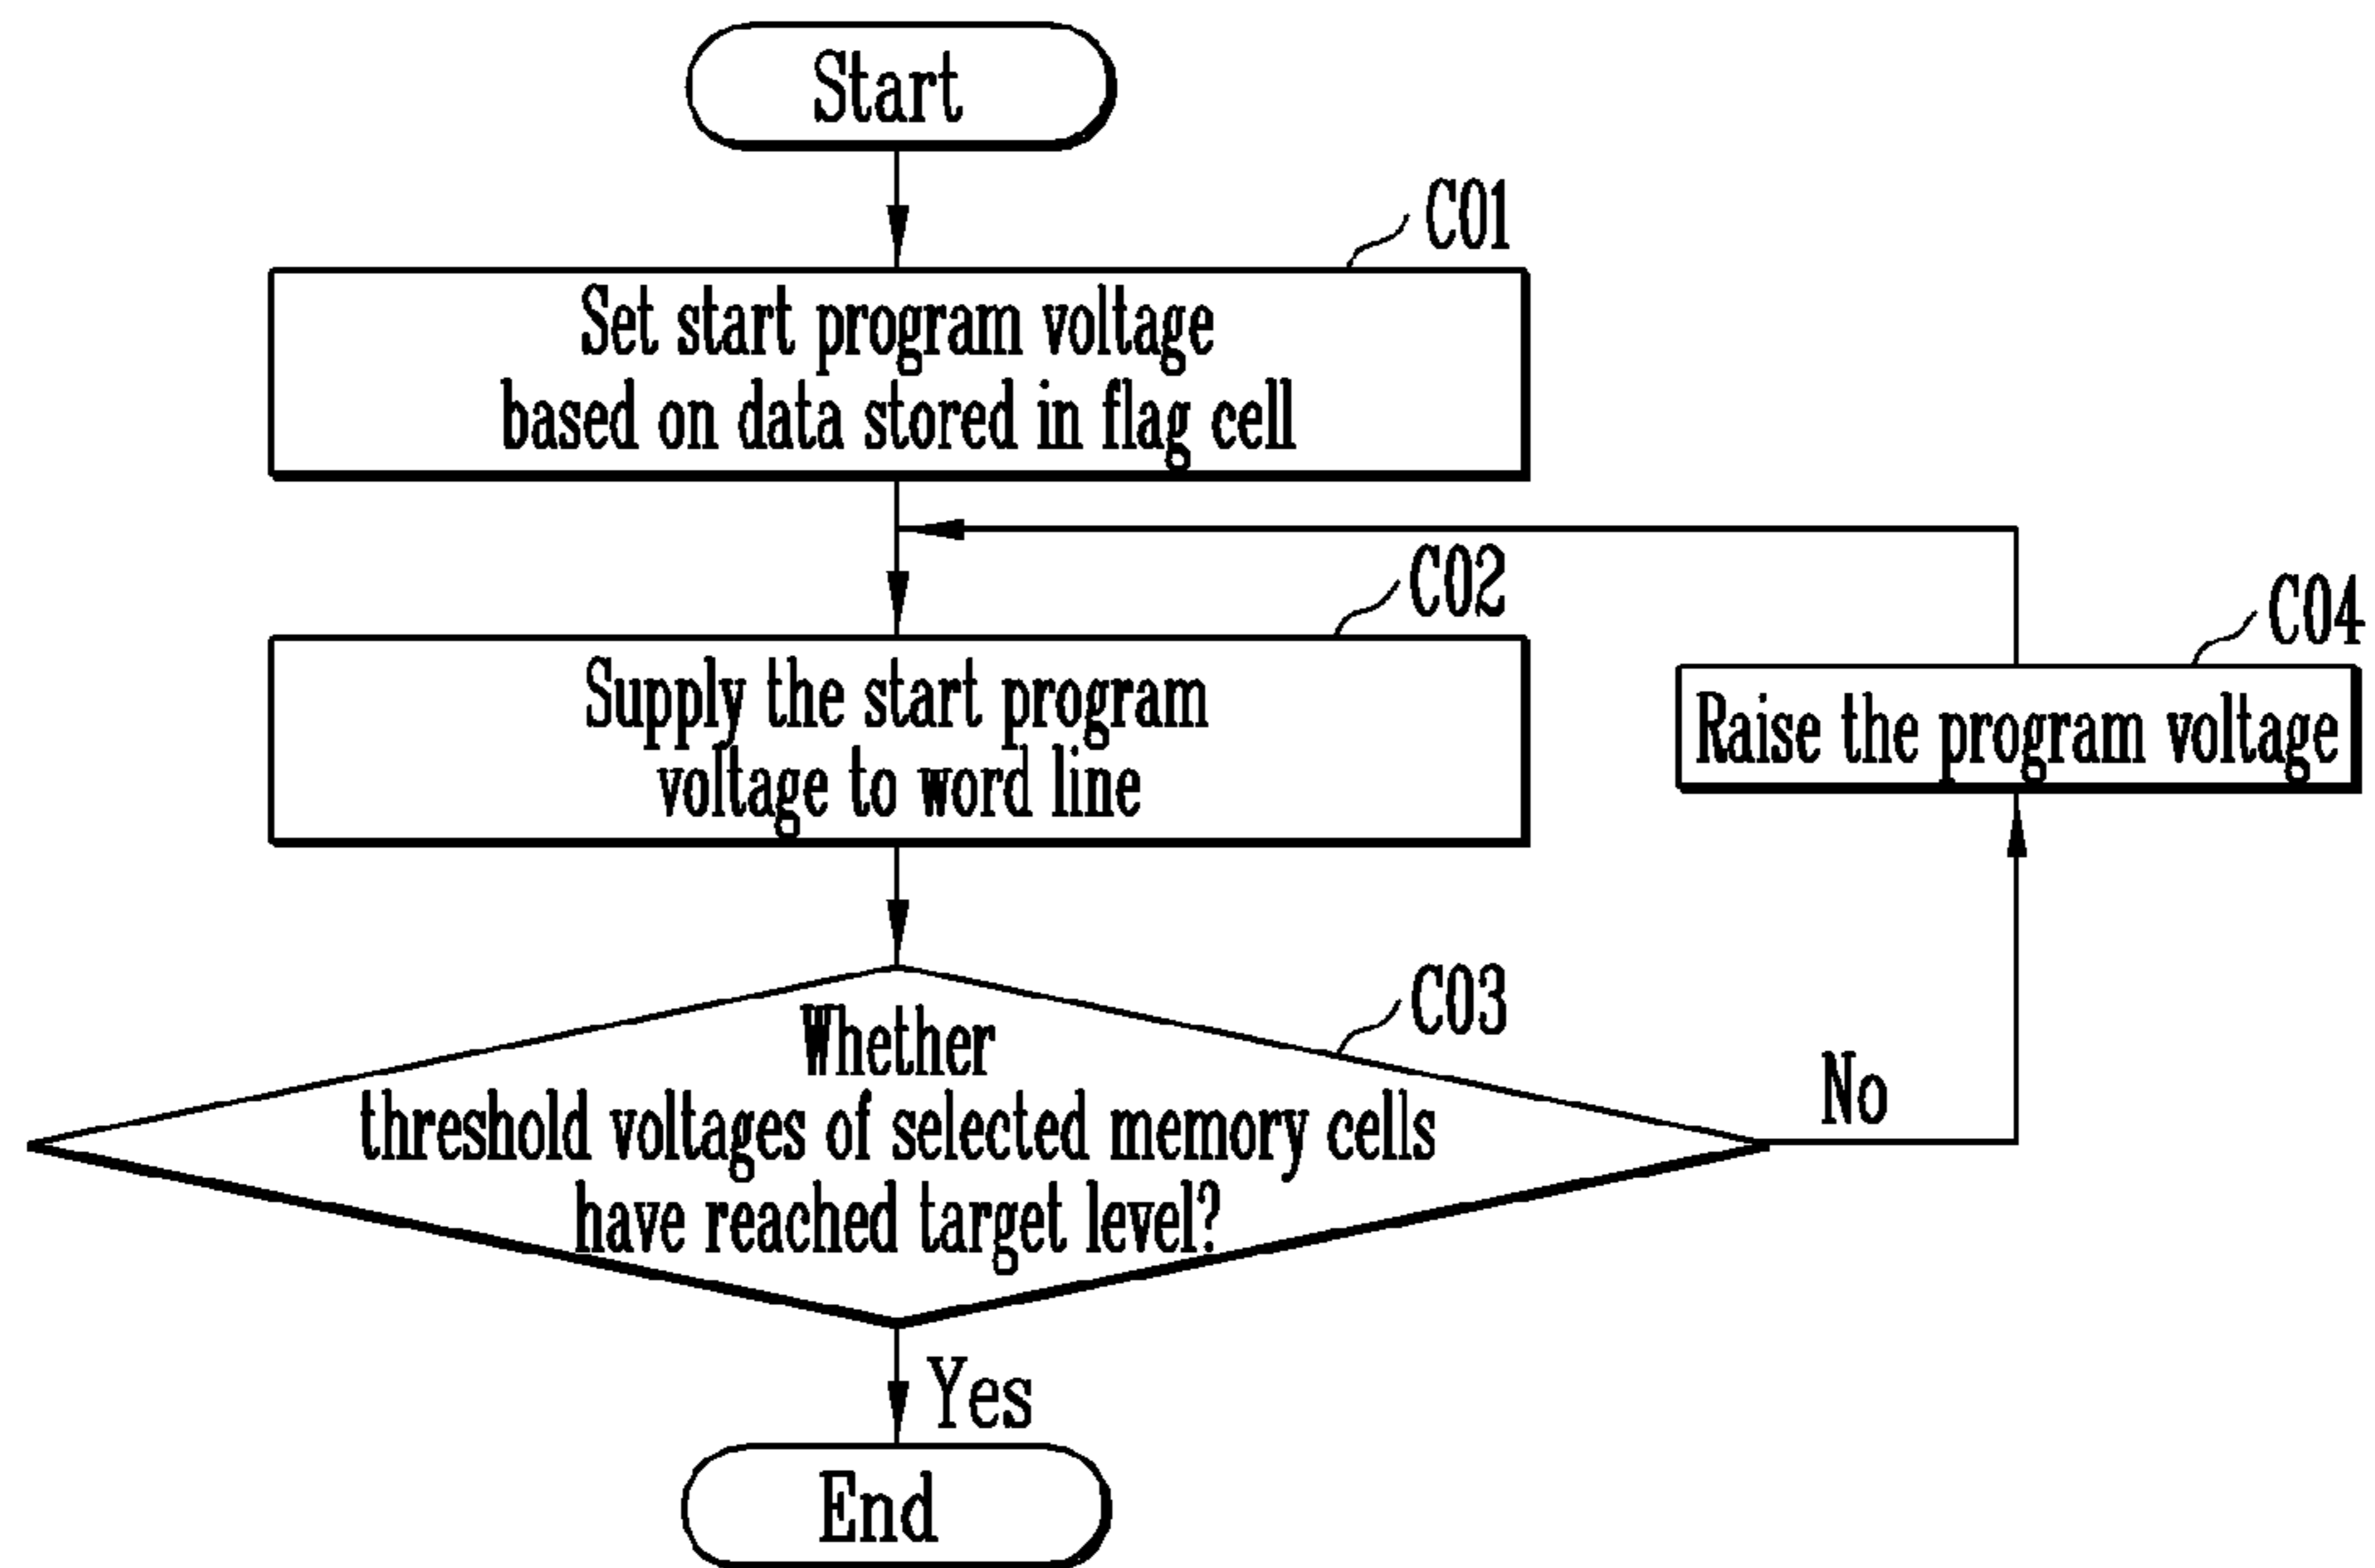 Start
C01
Set start program voltage
based on data stored in flag cell
C02
Supply the start program
voltage to word line
C04
Raise the program voltage
C03
Whether
threshold voltages of selected memory cells
have reached target level?
No
Yes
End